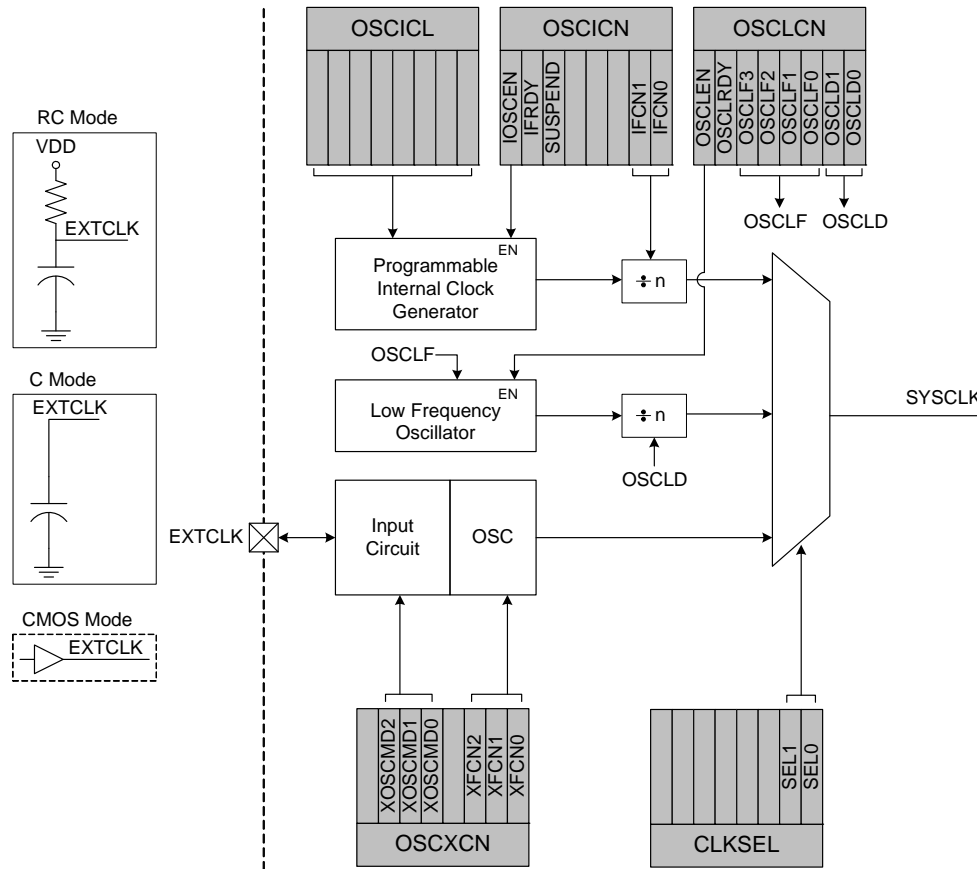 OSCICL
OSCICN
OSCLCN
IOSCEN
IFRDY
SUSPEND
IFCN1
IFCN0
OSCLEN
OSCLRDY
OSCLF3
OSCLF2
OSCLF1
OSCLF0
OSCLD1
OSCLD0
RC Mode
VDD
EXTCLK
OSCLF
OSCLD
EN
Programmable
Internal Clock
Generator
÷ n
OSCLF
C Mode
EXTCLK
EN
Low Frequency
Oscillator
÷ n
SYSCLK
OSCLD
EXTCLK
Input
Circuit
OSC
CMOS Mode
EXTCLK
XOSCMD2
XOSCMD1
XOSCMD0
XFCN2
XFCN1
XFCN0
OSCXCN
SEL1
SEL0
CLKSEL